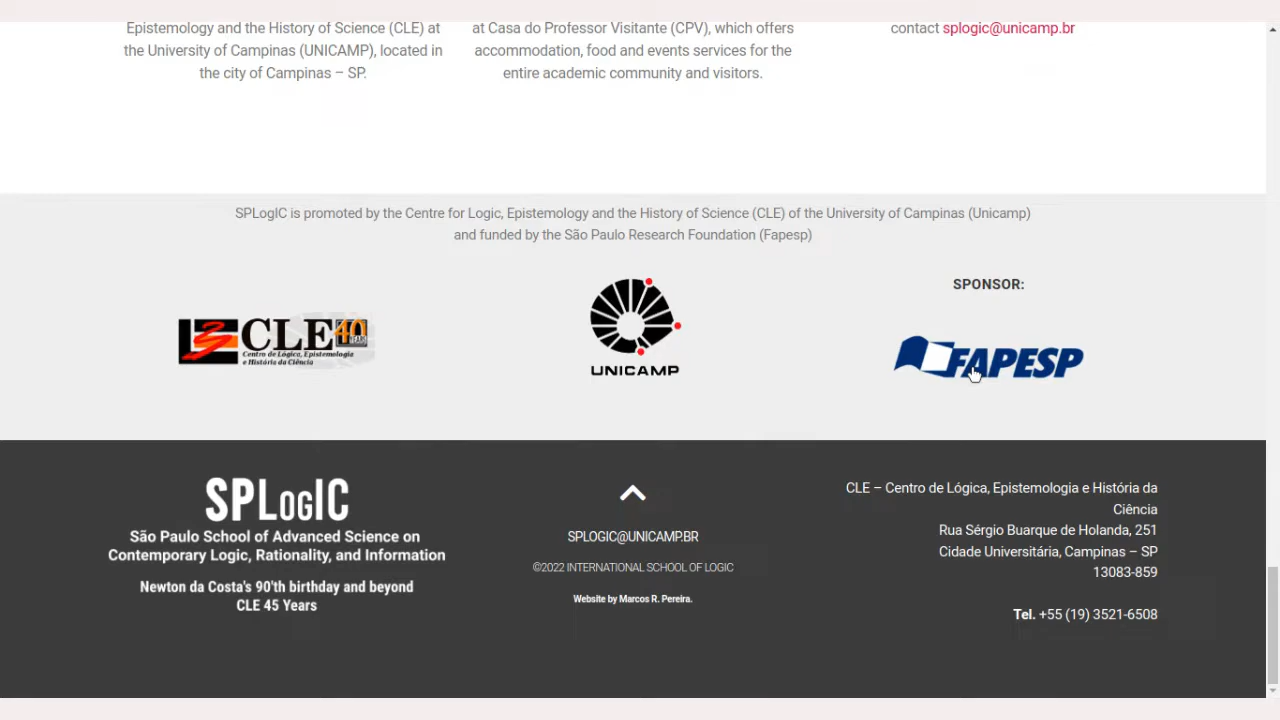 Epistemology and the History of Science (CLE) at
the University of Campinas (UNICAMP), located in
the city of Campinas – SP.
at Casa do Professor Visitante (CPV), which offers
accommodation, food and events services for the
entire academic community and visitors.
contact splogic@unicamp.br
SPLogIC is promoted by the Centre for Logic, Epistemology and the History of Science (CLE) of the University of Campinas (Unicamp)
and funded by the São Paulo Research Foundation (Fapesp)
CLE 40 YEARS
Centro de Lógica, Epistemologia
e História da Ciência
UNICAMP
SPONSOR:
FAPESP
SPLogIC
São Paulo School of Advanced Science on
Contemporary Logic, Rationality, and Information
Newton da Costa's 90'th birthday and beyond
CLE 45 Years
SPLOGIC@UNICAMP.BR
©2022 INTERNATIONAL SCHOOL OF LOGIC
Website by Marcos R. Pereira.
CLE – Centro de Lógica, Epistemologia e História da
Ciência
Rua Sérgio Buarque de Holanda, 251
Cidade Universitária, Campinas – SP
13083-859
Tel. +55 (19) 3521-6508